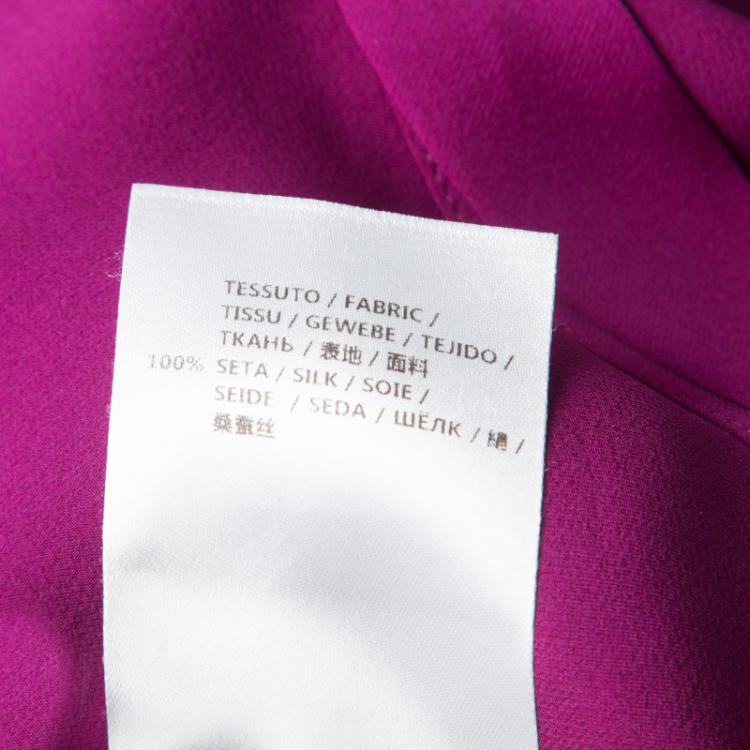 TESSUTO / FABRIC /
TISSU / GEWEBE / TEJIDO /
ТКАНЬ / 表地 / 面料
100% SETA / SILK / SOIE /
SEIDE / SEDA / ШЁЛК / 絹 /
桑蚕丝